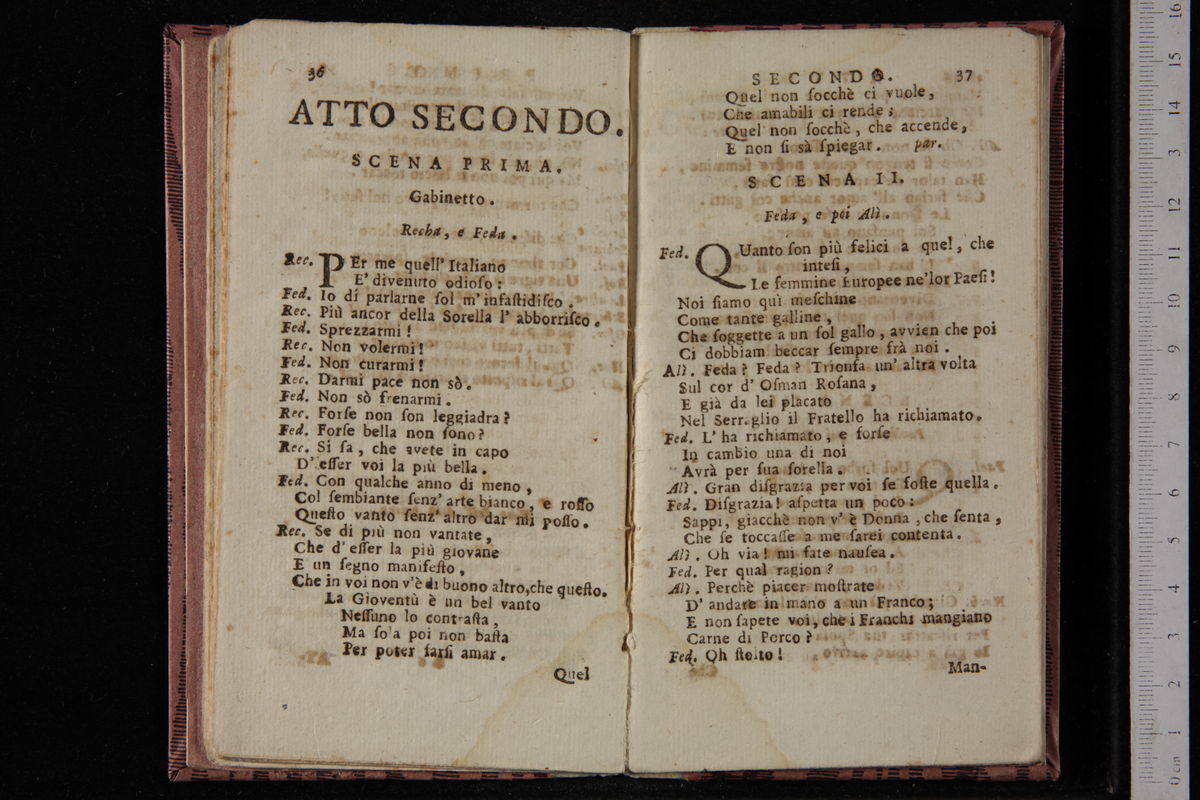 36
ATTO SECONDO.
SCENA PRIMA.
Gabinetto.
Recha, e Feda.
Rec. PEr me quell' Italiano
E' divenuto odioſo:
Fed. Io di parlarne ſol m' infaſtidiſco.
Rec. Più ancor della Sorella l' abborriſco.
Fed. Sprezzarmi!
Rec. Non volermi!
Fed. Non curarmi!
Rec. Darmi pace non sò.
Fed. Non sò frenarmi.
Rec. Forſe non ſon leggiadra?
Fed. Forſe bella non ſono?
Rec. Si ſa, che avete in capo
D' eſſer voi la più bella.
Fed. Con qualche anno di meno,
Col ſembiante ſenz' arte bianco, e roſſo
Queſto vanto ſenz' altro dar mi poſſo.
Rec. Se di più non vantate,
Che d' eſſer la più giovane
E un ſegno manifeſto,
Che in voi non v'è di buono altro, che queſto.
La Gioventù è un bel vanto
Neſſuno lo contraſta,
Ma ſola poi non baſta
Per poter farſi amar.
Quel
SECONDO. 37
Quel non ſocchè ci vuole,
Che amabili ci rende;
Quel non ſocchè, che accende,
E non ſi sà ſpiegar. par.
SCENA II.
Feda, e poi Alì.
Fed. QUanto ſon più felici a quel, che
inteſi,
Le femmine Europee ne'lor Paeſi!
Noi ſiamo quì meſchine
Come tante galline,
Che ſoggette a un ſol gallo, avvien che poi
Ci dobbiam beccar ſempre frà noi.
Alì. Feda? Feda? Trionfa un' altra volta
Sul cor d' Oſman Roſana,
E già da lei placato
Nel Serraglio il Fratello ha richiamato.
Fed. L' ha richiamato, e forſe
In cambio una di noi
Avrà per ſua ſorella.
Alì. Gran diſgrazia per voi ſe foſte quella.
Fed. Diſgrazia! aſpetta un poco:
Sappi, giacchè non v' è Donna, che ſenta,
Che ſe toccaſſe a me ſarei contenta.
Alì. Oh via! mi fate nauſea.
Fed. Per qual ragion?
Alì. Perchè piacer moſtrate
D' andare in mano a un Franco;
E non ſapete voi, che i Franchi mangiano
Carne di Porco?
Fed. Oh ſtolto!
Man-